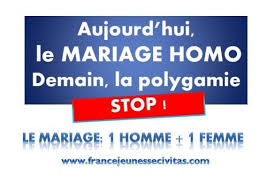 Aujourd'hui,
le MARIAGE HOMO
Demain, la polygamie
STOP !
LE MARIAGE: 1 HOMME + 1 FEMME
www.francejeunessecivitas.com